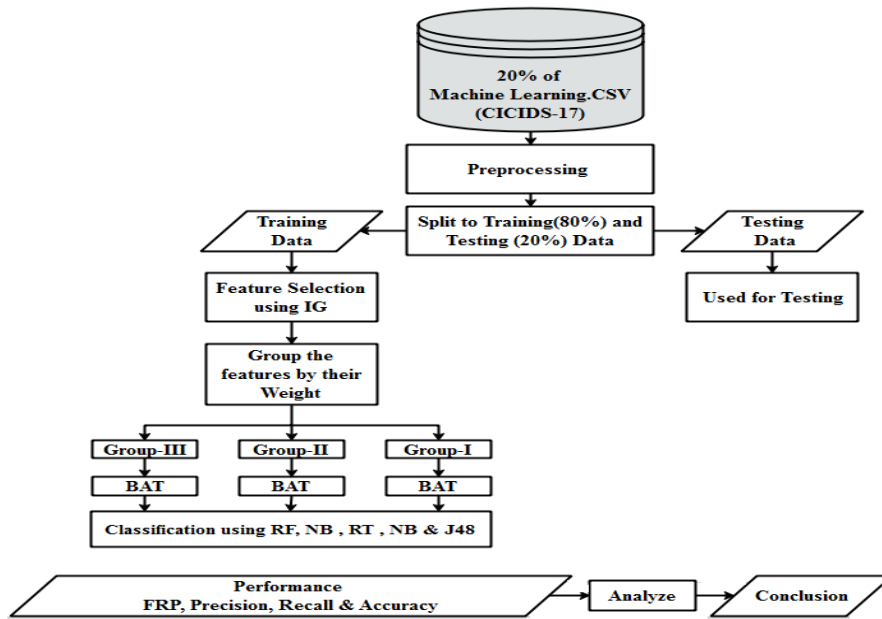 20% of
Machine Learning.CSV
(CICIDS-17)
Preprocessing
Split to Training(80%) and
Testing (20%) Data
Training
Data
Testing
Data
Feature Selection
using IG
Used for Testing
Group the
features by their
Weight
Group-III
Group-II
Group-I
BAT
BAT
BAT
Classification using RF, NB , RT , NB & J48
Performance
FRP, Precision, Recall & Accuracy
Analyze
Conclusion